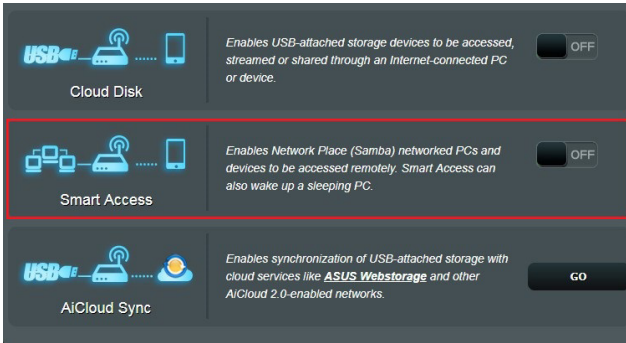 Enables USB-attached storage devices to be accessed,
streamed or shared through an Internet-connected PC
or device.
OFF
USB
Cloud Disk
Enables Network Place (Samba) networked PCs and
devices to be accessed remotely. Smart Access can
also wake up a sleeping PC.
OFF
Smart Access
Enables synchronization of USB-attached storage with
cloud services like ASUS Webstorage and other
AiCloud 2.0-enabled networks.
GO
USB
AiCloud Sync